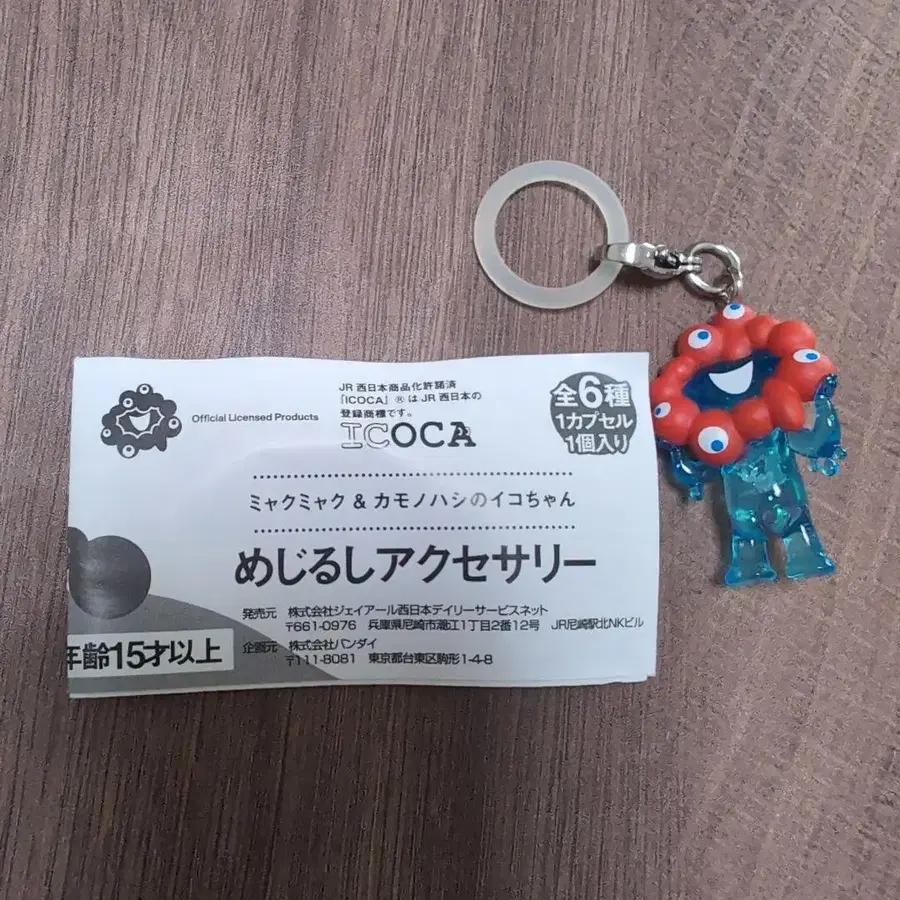 Official Licensed Products
JR 西日本商品化許諾済
「ICOCA」® は JR 西日本の
登録商標です。
ICOCA
全6種
1カプセル
1個入り
ミャクミャク & カモノハシのイコちゃん
めじるしアクセサリー
発売元 株式会社ジェイアール西日本デイリーサービスネット
〒661-0976 兵庫県尼崎市潮江1丁目2番12号 JR尼崎駅北NKビル
企画元 株式会社バンダイ
〒111-8081 東京都台東区駒形1-4-8
年齢15才以上